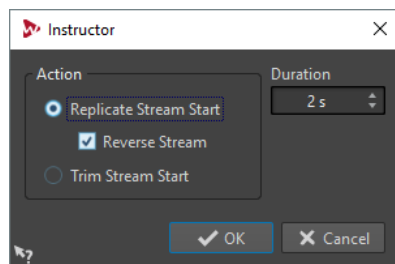 Instructor
Action
Duration
Replicate Stream Start
2 s
Reverse Stream
Trim Stream Start
OK
Cancel
?